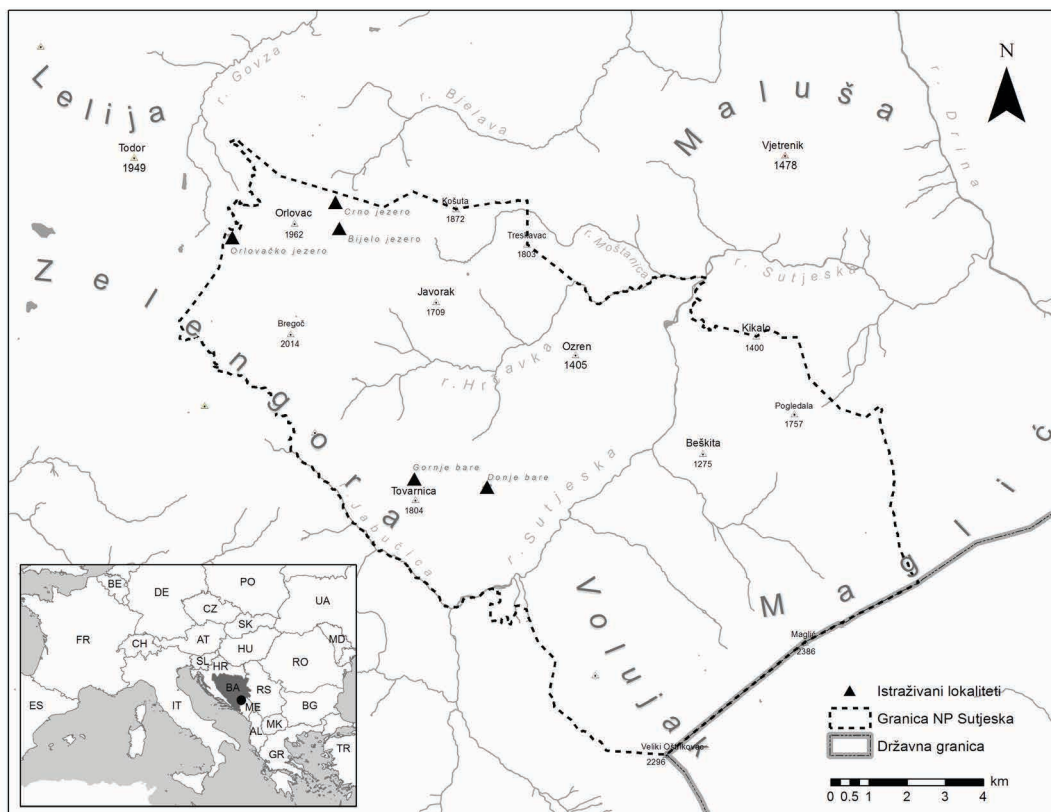 N
Lelija
r. Govza
r. Bjelava
Maluša
r. Drina
Todor
1949
Vjetrenik
1478
Košuta
1872
Crno jezero
Orlovac
1962
Bijelo jezero
Orlovačko jezero
Treskavac
1803
r. Moštanica
r. Sutjeska
Zelengora
Javorak
1709
Bregoč
2014
Kikalo
1400
Ozren
1405
r. Hrčavka
Pogledala
1757
Beškita
1275
Gornje bare
Donje bare
Tovarnica
1804
r. Sutjeska
r. Jabučica
Volujak
Maglić
Maglić
2386
2296
BE
DE
PO
UA
CZ
SK
FR
CH
AT
HU
MD
SL
HR
RO
BA
RS
ES
IT
ME
BG
AL
MK
GR
TR
Istraživani lokaliteti
Granica NP Sutjeska
Državna granica
0 0.5 1 2 3 4
km